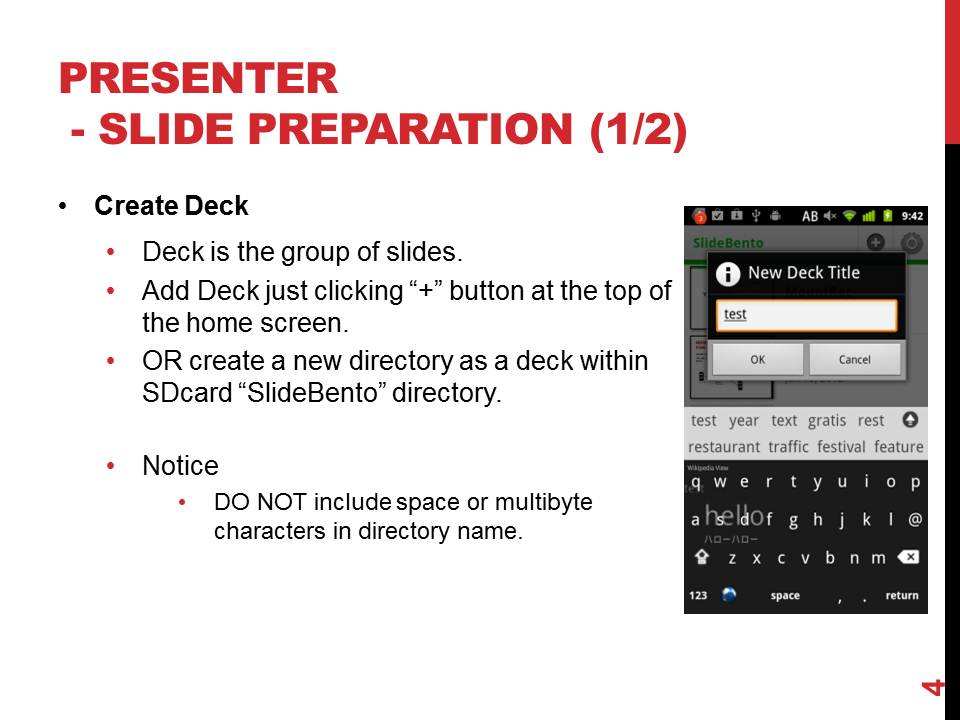 PRESENTER
- SLIDE PREPARATION (1/2)
• Create Deck
• Deck is the group of slides.
• Add Deck just clicking “+” button at the top of
the home screen.
• OR create a new directory as a deck within
SDcard “SlideBento” directory.
• Notice
• DO NOT include space or multibyte
characters in directory name.
3 AB 9:42
SlideBento
New Deck Title
test
OK Cancel
test year text gratis rest
restaurant traffic festival feature
Wikipedia View
q w e r t y u i o p
test
a s d f g h j k l @
hello
ハローハロー
z x c v b n m
123 space , . return
4